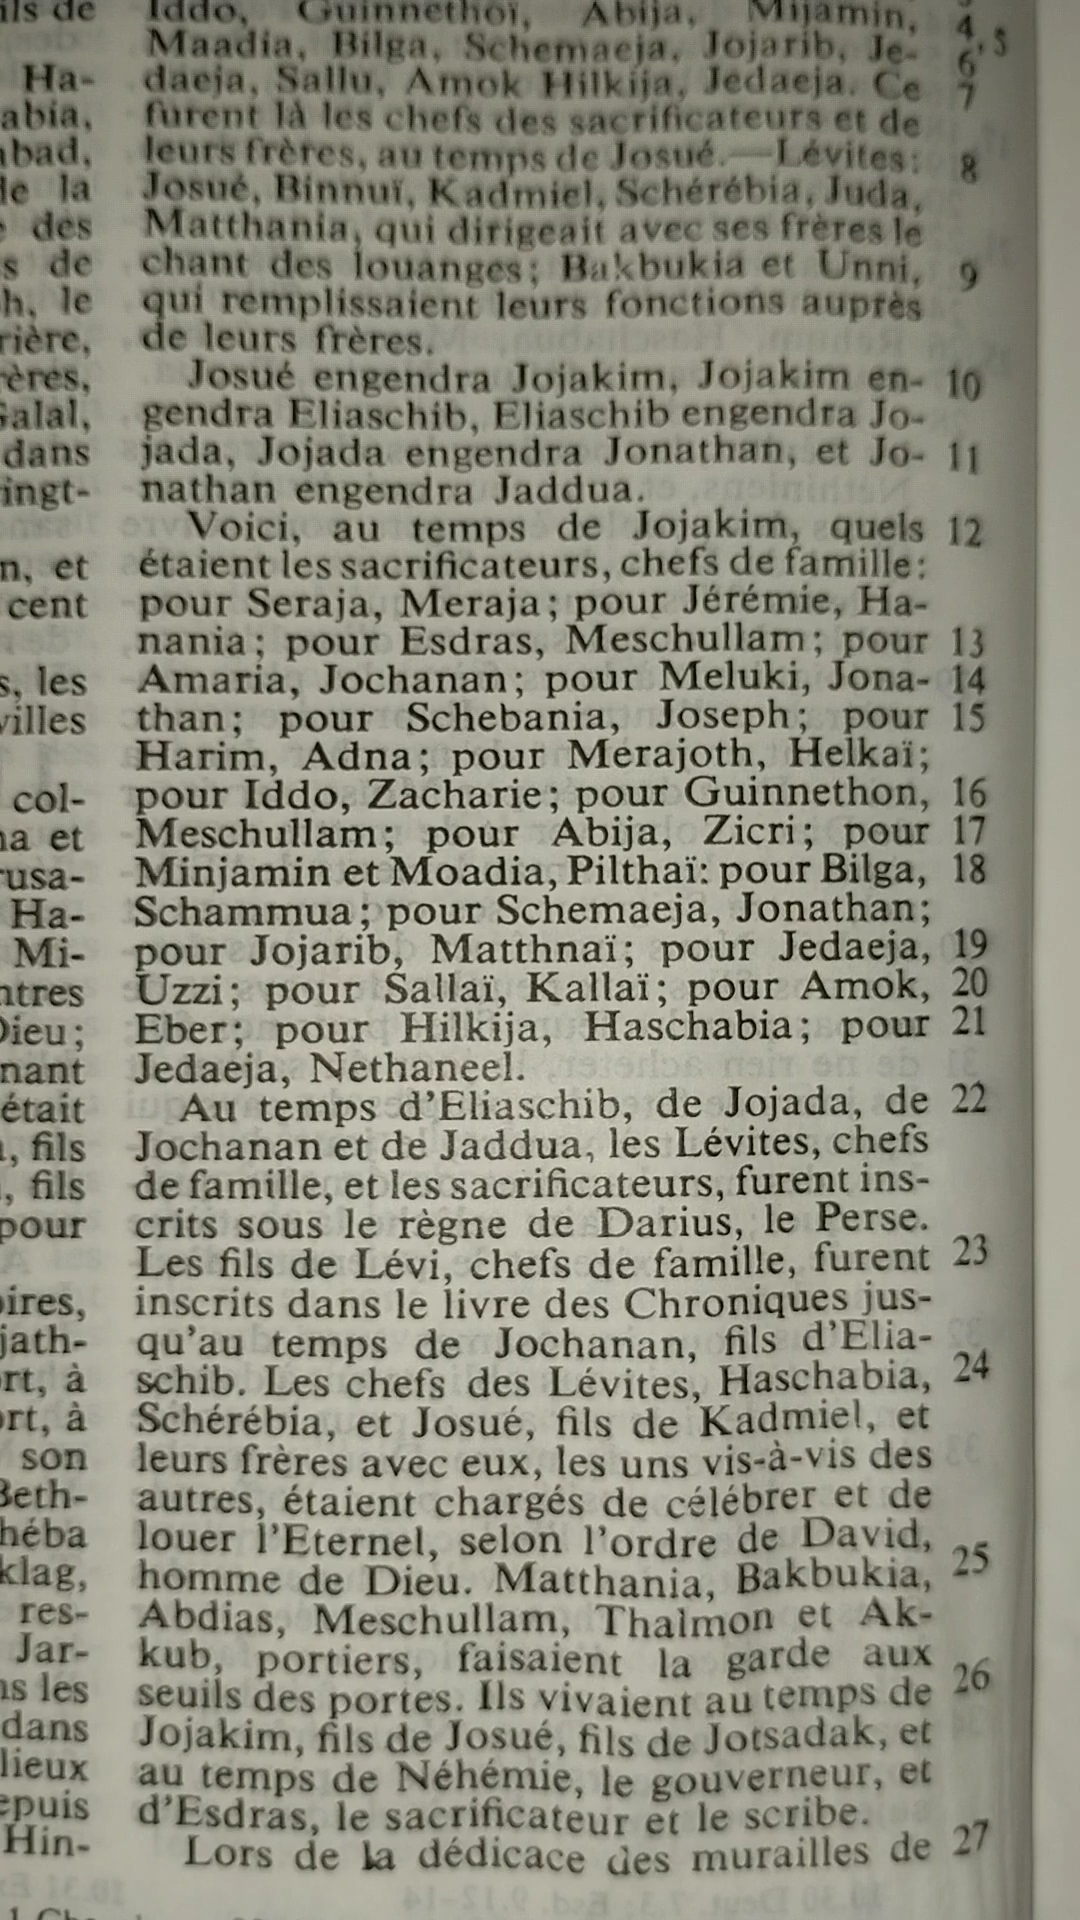 ils de
Ha-
abia,
bad,
de la
des
s de
h, le
rière,
rères,
Galal,
dans
ingt-
n, et
cent
s, les
villes
col-
na et
rusa-
Ha-
Mi-
ntres
Dieu;
nant
était
, fils
, fils
pour
oires,
jath-
rt, à
ort, à
son
Beth-
héba
klag,
res-
Jar-
ns les
dans
lieux
epuis
Hin-
Iddo, Guinnethoï, Abija, Mijamin, 4, 5
Maadia, Bilga, Schemaeja, Jojarib, Je- 6
daeja, Sallu, Amok Hilkija, Jedaeja. Ce 7
furent là les chefs des sacrificateurs et de
leurs frères, au temps de Josué.—Lévites: 8
Josué, Binnuï, Kadmiel, Schérébia, Juda,
Matthania, qui dirigeait avec ses frères le
chant des louanges; Bakbukia et Unni, 9
qui remplissaient leurs fonctions auprès
de leurs frères.
Josué engendra Jojakim, Jojakim en- 10
gendra Eliaschib, Eliaschib engendra Jo-
jada, Jojada engendra Jonathan, et Jo- 11
nathan engendra Jaddua.
Voici, au temps de Jojakim, quels 12
étaient les sacrificateurs, chefs de famille:
pour Seraja, Meraja; pour Jérémie, Ha-
nania; pour Esdras, Meschullam; pour 13
Amaria, Jochanan; pour Meluki, Jona- 14
than; pour Schebania, Joseph; pour 15
Harim, Adna; pour Merajoth, Helkaï;
pour Iddo, Zacharie; pour Guinnethon, 16
Meschullam; pour Abija, Zicri; pour 17
Minjamin et Moadia, Pilthaï: pour Bilga, 18
Schammua; pour Schemaeja, Jonathan;
pour Jojarib, Matthnaï; pour Jedaeja, 19
Uzzi; pour Sallaï, Kallaï; pour Amok, 20
Eber; pour Hilkija, Haschabia; pour 21
Jedaeja, Nethaneel.
Au temps d'Eliaschib, de Jojada, de 22
Jochanan et de Jaddua, les Lévites, chefs
de famille, et les sacrificateurs, furent ins-
crits sous le règne de Darius, le Perse.
Les fils de Lévi, chefs de famille, furent 23
inscrits dans le livre des Chroniques jus-
qu'au temps de Jochanan, fils d'Elia-
schib. Les chefs des Lévites, Haschabia, 24
Schérébia, et Josué, fils de Kadmiel, et
leurs frères avec eux, les uns vis-à-vis des
autres, étaient chargés de célébrer et de
louer l'Eternel, selon l'ordre de David,
homme de Dieu. Matthania, Bakbukia, 25
Abdias, Meschullam, Thalmon et Ak-
kub, portiers, faisaient la garde aux
seuils des portes. Ils vivaient au temps de 26
Jojakim, fils de Josué, fils de Jotsadak, et
au temps de Néhémie, le gouverneur, et
d'Esdras, le sacrificateur et le scribe.
Lors de la dédicace des murailles de 27